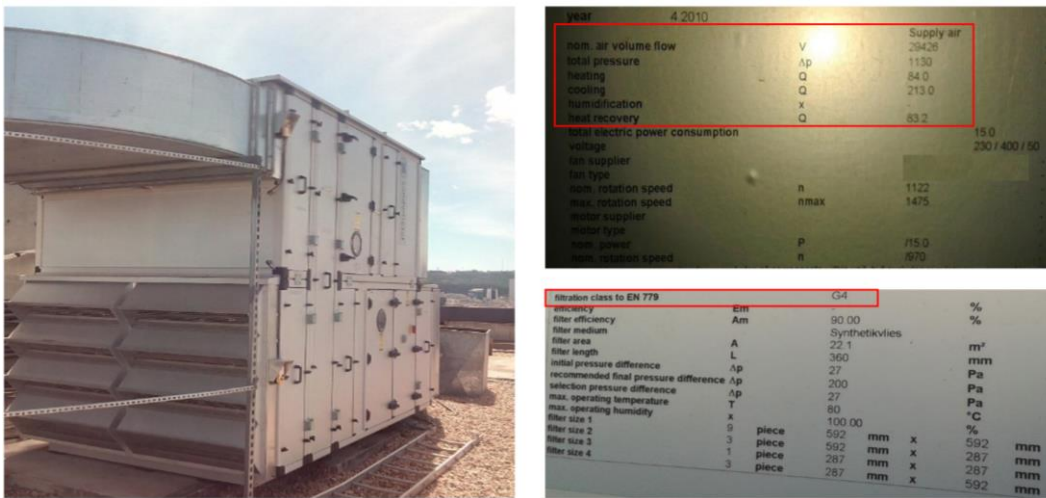 year 4.2010
Supply air
nom. air volume flow V 29426
total pressure Δp 1130
heating Q 84.0
cooling Q 213.0
humidification x -
heat recovery Q 83.2
total electric power consumption 15.0
voltage 230 / 400 / 50
fan supplier
fan type
nom. rotation speed n 1122
max. rotation speed nmax 1475
motor supplier
motor type
nom. power P /15.0
nom. rotation speed n /970
filtration class to EN 779 G4
efficiency Em - %
filter efficiency Am 90.00 %
filter medium Synthetikvlies
filter area A 22.1 m²
filter length L 360 mm
initial pressure difference Δp 27 Pa
recommended final pressure difference Δp 200 Pa
selection pressure difference Δp 27 Pa
max. operating temperature T 80 °C
max. operating humidity x 100.00 %
filter size 1 9 piece 592 mm x 592 mm
filter size 2 3 piece 592 mm x 287 mm
filter size 3 1 piece 287 mm x 287 mm
filter size 4 3 piece 287 mm x 592 mm